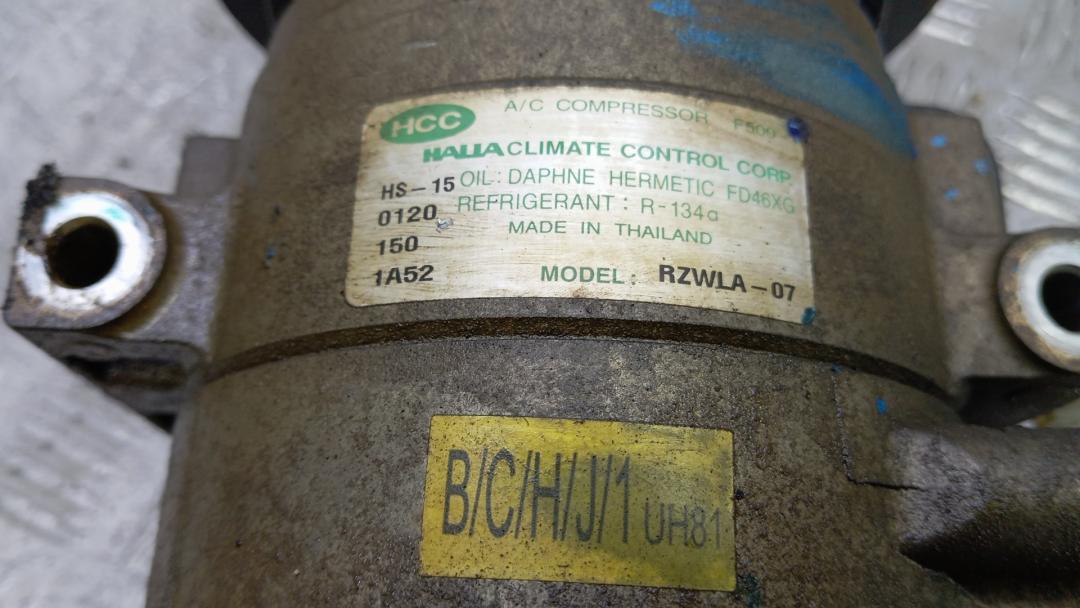 A/C COMPRESSOR F500
HCC
HALLA CLIMATE CONTROL CORP.
HS-15 OIL: DAPHNE HERMETIC FD46XG
0120 REFRIGERANT: R-134a
150 MADE IN THAILAND
1A52 MODEL: RZWLA-07
B/C/H/J/1 UH81